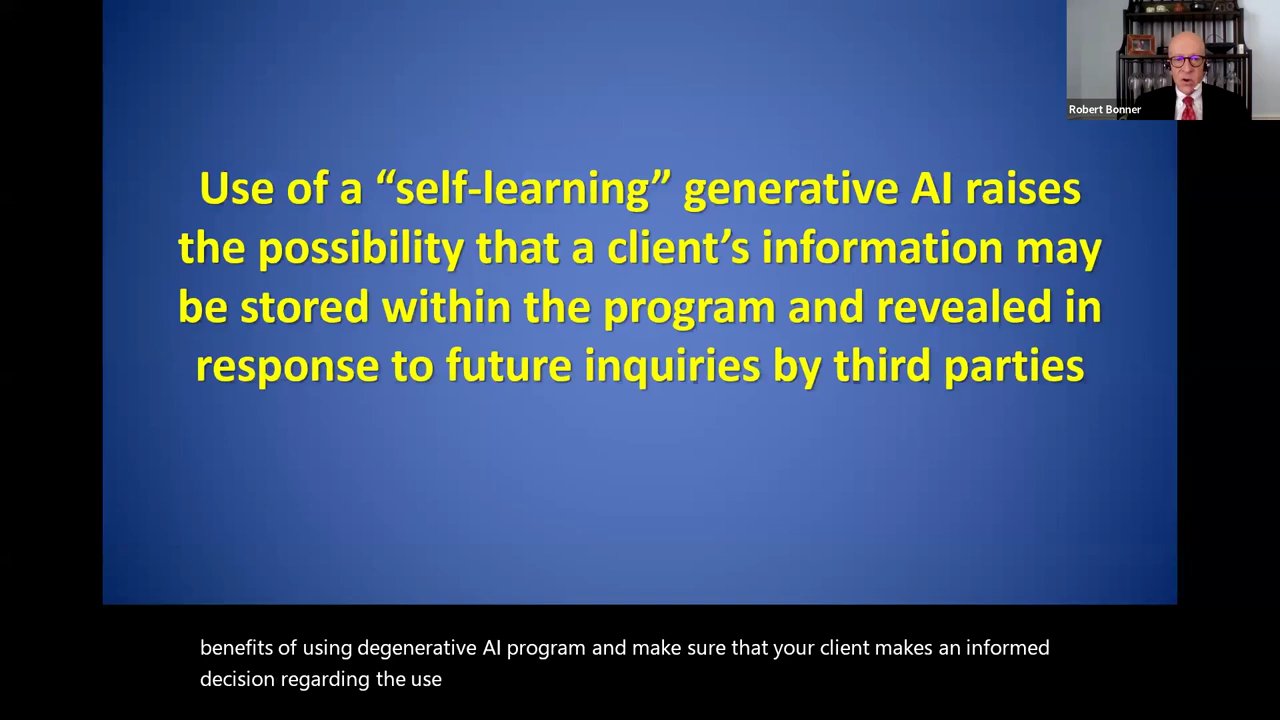 Robert Bonner
Use of a “self-learning” generative AI raises
the possibility that a client’s information may
be stored within the program and revealed in
response to future inquiries by third parties
benefits of using degenerative AI program and make sure that your client makes an informed
decision regarding the use